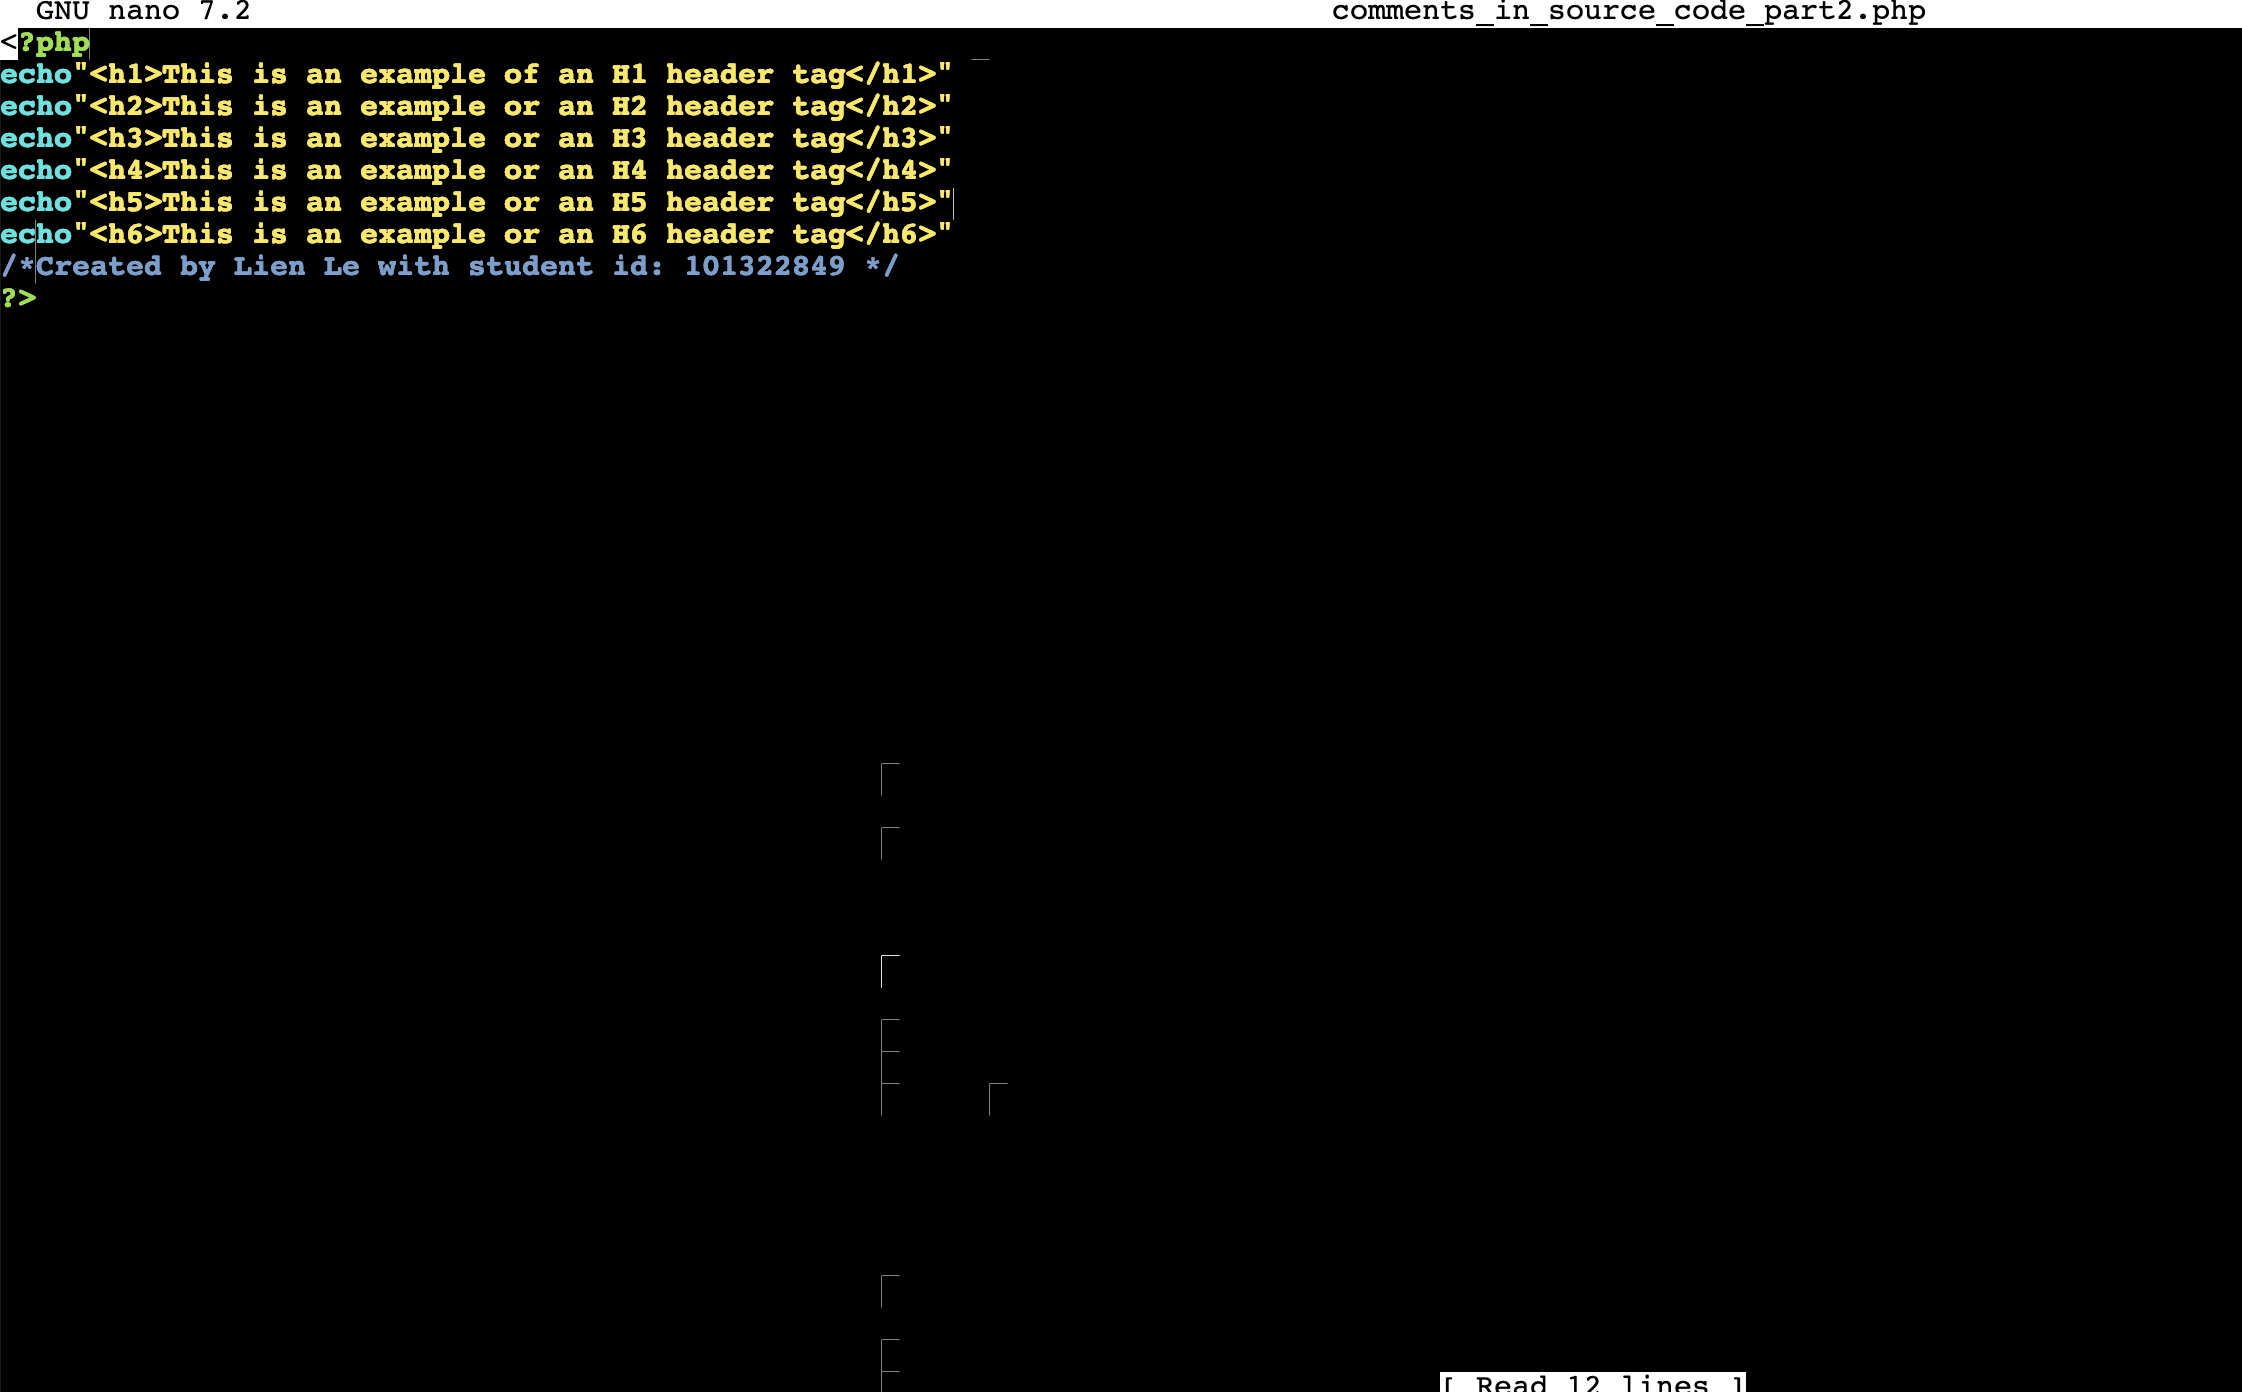 GNU nano 7.2 comments_in_source_code_part2.php
<?php
echo"<h1>This is an example of an H1 header tag</h1>"
echo"<h2>This is an example or an H2 header tag</h2>"
echo"<h3>This is an example or an H3 header tag</h3>"
echo"<h4>This is an example or an H4 header tag</h4>"
echo"<h5>This is an example or an H5 header tag</h5>"
echo"<h6>This is an example or an H6 header tag</h6>"
/*Created by Lien Le with student id: 101322849 */
?>
[ Read 12 lines ]